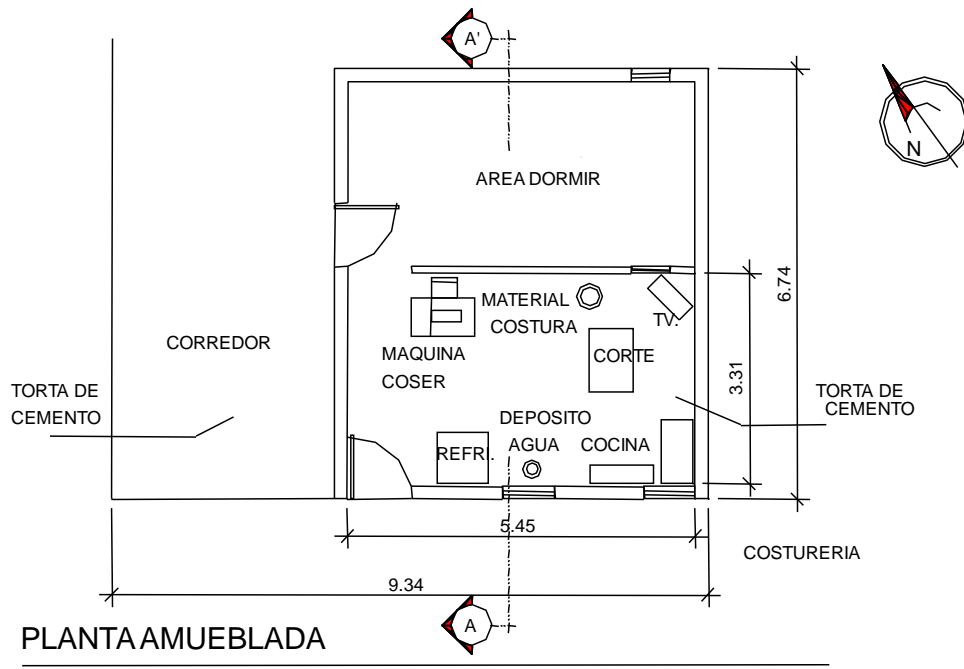 A'
N
AREA DORMIR
6.74
MATERIAL
COSTURA
TV.
CORREDOR
MAQUINA
COSER
CORTE
3.31
TORTA DE
CEMENTO
TORTA DE
CEMENTO
DEPOSITO
AGUA
COCINA
REFRI.
5.45
COSTURERIA
9.34
A
PLANTA AMUEBLADA